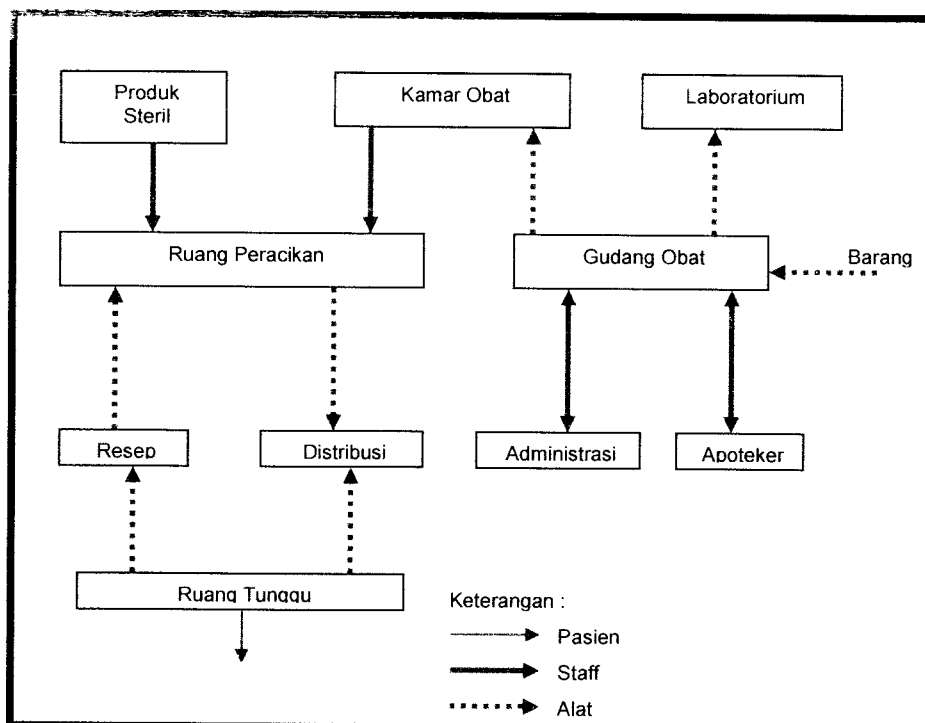 Produk
Steril
Kamar Obat
Laboratorium
Ruang Peracikan
Gudang Obat
Barang
Resep
Distribusi
Administrasi
Apoteker
Ruang Tunggu
Keterangan :
Pasien
Staff
Alat